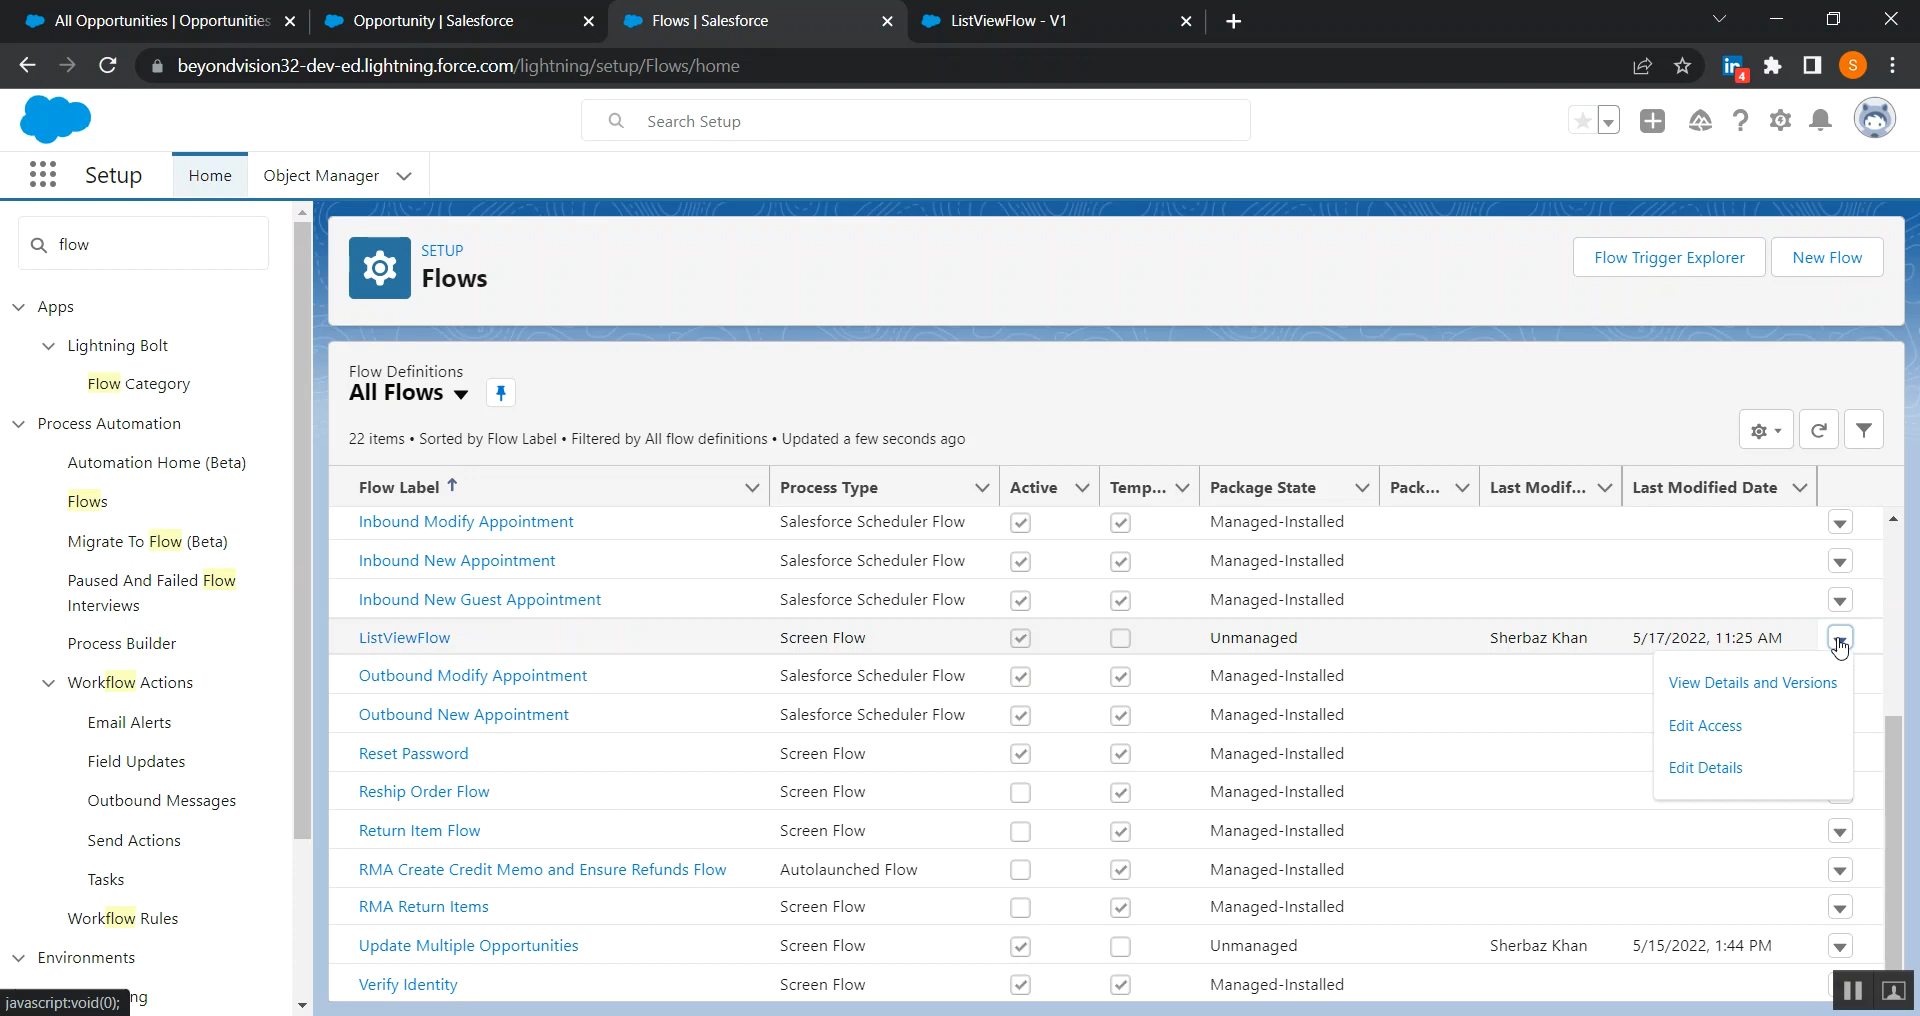 All Opportunities | Opportunities
Opportunity | Salesforce
Flows | Salesforce
ListViewFlow - V1
beyondvision32-dev-ed.lightning.force.com/lightning/setup/Flows/home
in
4
S
Search Setup
Setup
Home
Object Manager
flow
Apps
Lightning Bolt
Flow Category
Process Automation
Automation Home (Beta)
Flows
Migrate To Flow (Beta)
Paused And Failed Flow
Interviews
Process Builder
Workflow Actions
Email Alerts
Field Updates
Outbound Messages
Send Actions
Tasks
Workflow Rules
Environments
ng
javascript:void(0);
SETUP
Flows
Flow Trigger Explorer
New Flow
Flow Definitions
All Flows
22 items • Sorted by Flow Label • Filtered by All flow definitions • Updated a few seconds ago
Flow Label Process Type Active Temp... Package State Pack... Last Modif... Last Modified Date
Inbound Modify Appointment Salesforce Scheduler Flow Managed-Installed
Inbound New Appointment Salesforce Scheduler Flow Managed-Installed
Inbound New Guest Appointment Salesforce Scheduler Flow Managed-Installed
ListViewFlow Screen Flow Unmanaged Sherbaz Khan 5/17/2022, 11:25 AM
Outbound Modify Appointment Salesforce Scheduler Flow Managed-Installed
Outbound New Appointment Salesforce Scheduler Flow Managed-Installed
Reset Password Screen Flow Managed-Installed
Reship Order Flow Screen Flow Managed-Installed
Return Item Flow Screen Flow Managed-Installed
RMA Create Credit Memo and Ensure Refunds Flow Autolaunched Flow Managed-Installed
RMA Return Items Screen Flow Managed-Installed
Update Multiple Opportunities Screen Flow Unmanaged Sherbaz Khan 5/15/2022, 1:44 PM
Verify Identity Screen Flow Managed-Installed
View Details and Versions
Edit Access
Edit Details